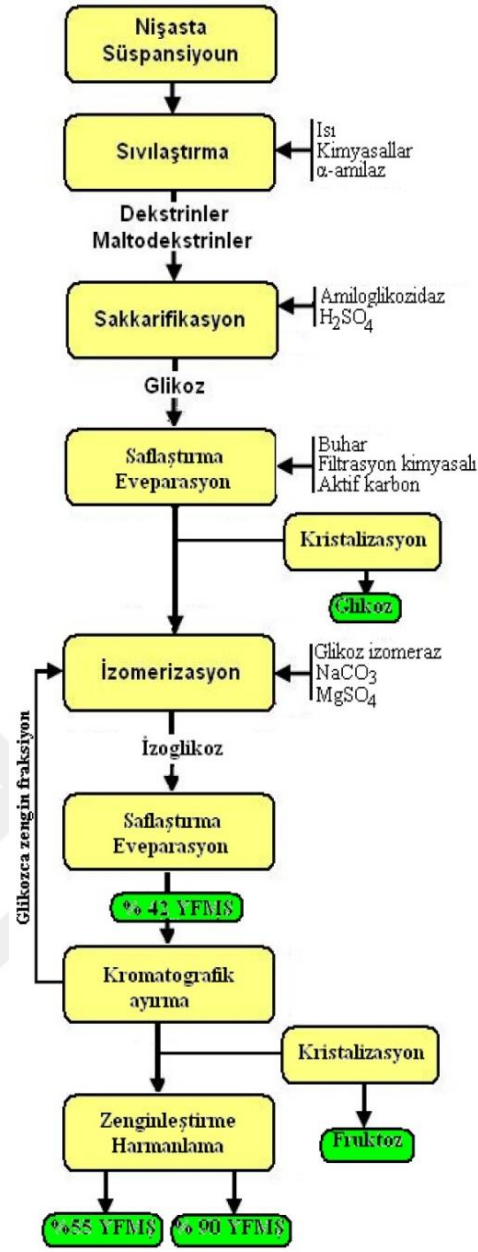 Nişasta
Süspansiyoun
Sıvılaştırma
Isı
Kimyasallar
α-amilaz
Dekstrinler
Maltodekstrinler
Sakkarifikasyon
Amiloglikozidaz
H₂SO₄
Glikoz
Saflaştırma
Eveparasyon
Buhar
Filtrasyon kimyasalı
Aktif karbon
Kristalizasyon
Glikoz
İzomerizasyon
Glikoz izomeraz
NaCO₃
MgSO₄
Glikozca zengin fraksiyon
İzoglikoz
Saflaştırma
Eveparasyon
% 42 YFMŞ
Kromatografik
ayırma
Kristalizasyon
Fruktoz
Zenginleştirme
Harmanlama
%55 YFMŞ
% 90 YFMŞ